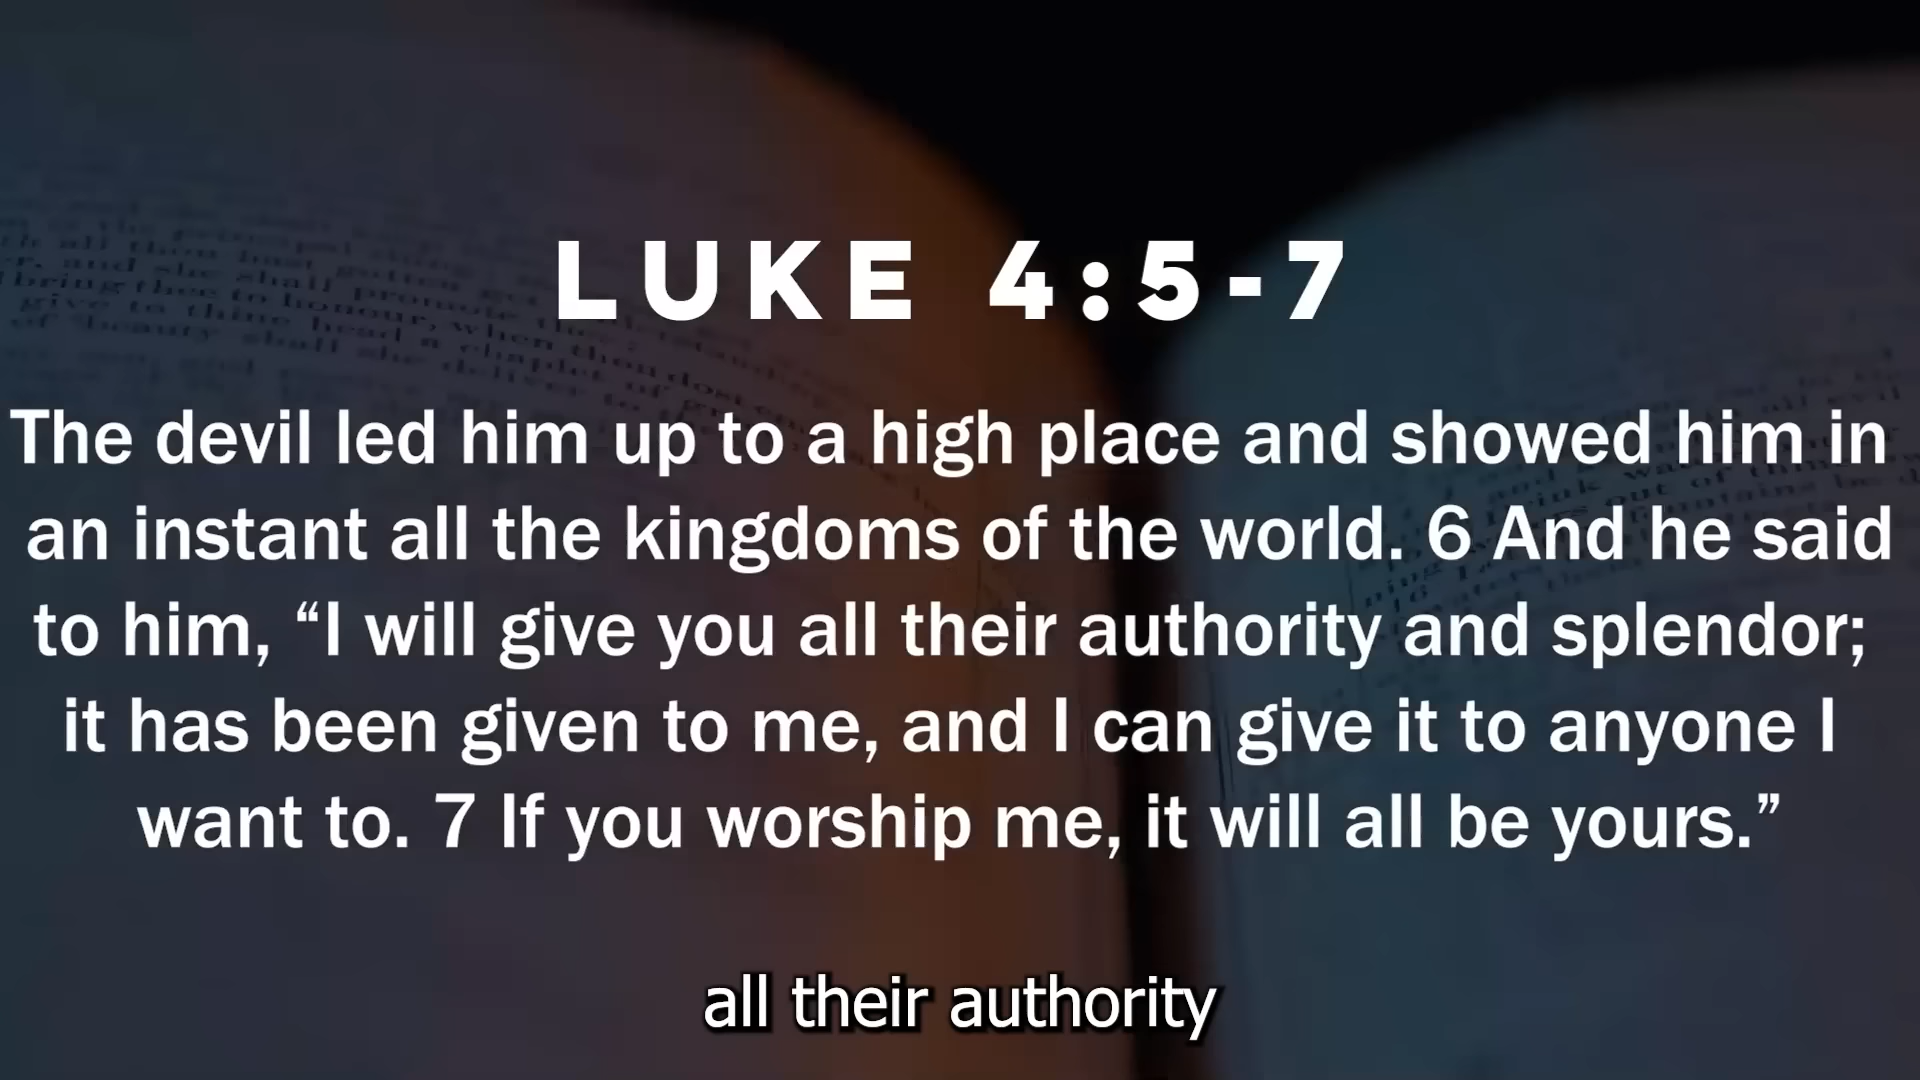 LUKE 4:5-7
The devil led him up to a high place and showed him in
an instant all the kingdoms of the world. 6 And he said
to him, “I will give you all their authority and splendor;
it has been given to me, and I can give it to anyone I
want to. 7 If you worship me, it will all be yours.”
all their authority